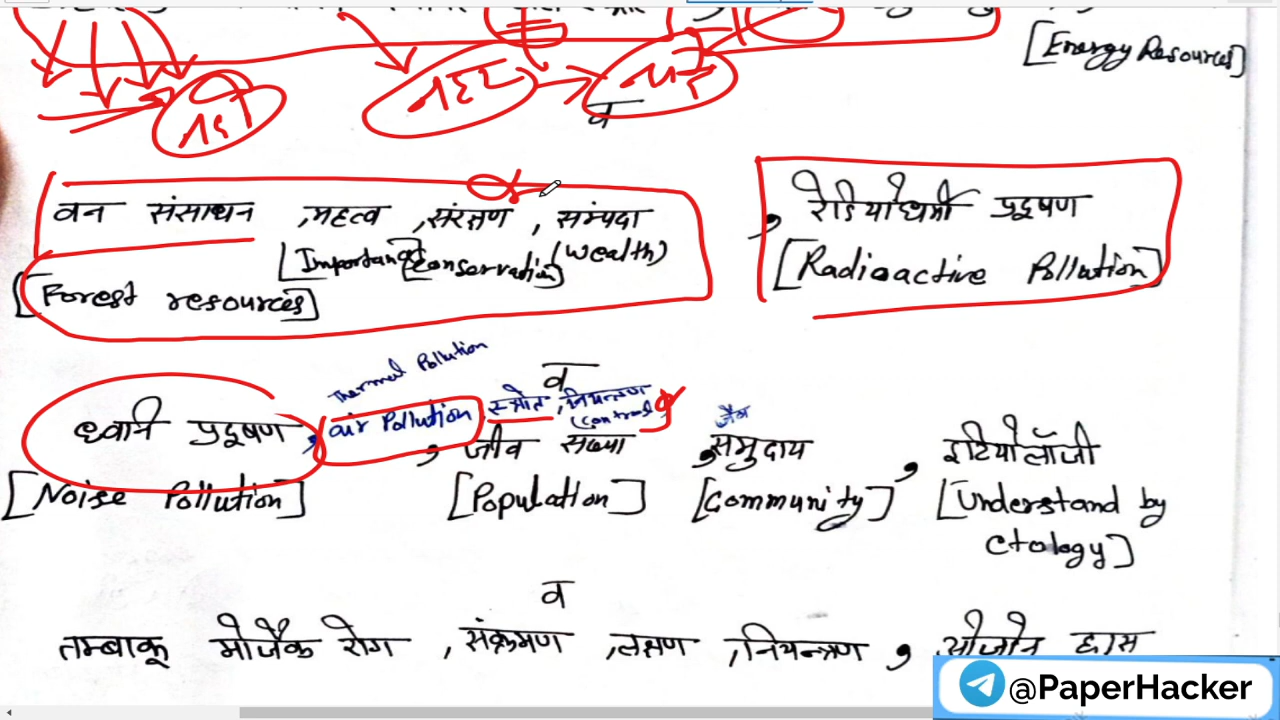 [Energy Resources]
व
वन संसाधन , महत्व , संरक्षण , सम्पदा
, रेडियोधर्मी प्रदूषण
[Importance] [conservation] (wealth)
[Forest resources]
[Radioactive Pollution]
Thermal Pollution
व
ध्वनि प्रदूषण , air Pollution , स्त्रोत , नियन्त्रण
(control)
, जीव संख्या , जैव समुदाय , इटियोलॉजी
[Noise Pollution] [Population] [Community] [Understand by
etology]
व
तम्बाकू मोजैक रोग , संक्रमण , लक्षण , नियन्त्रण , ओजोन ह्रास
@PaperHacker